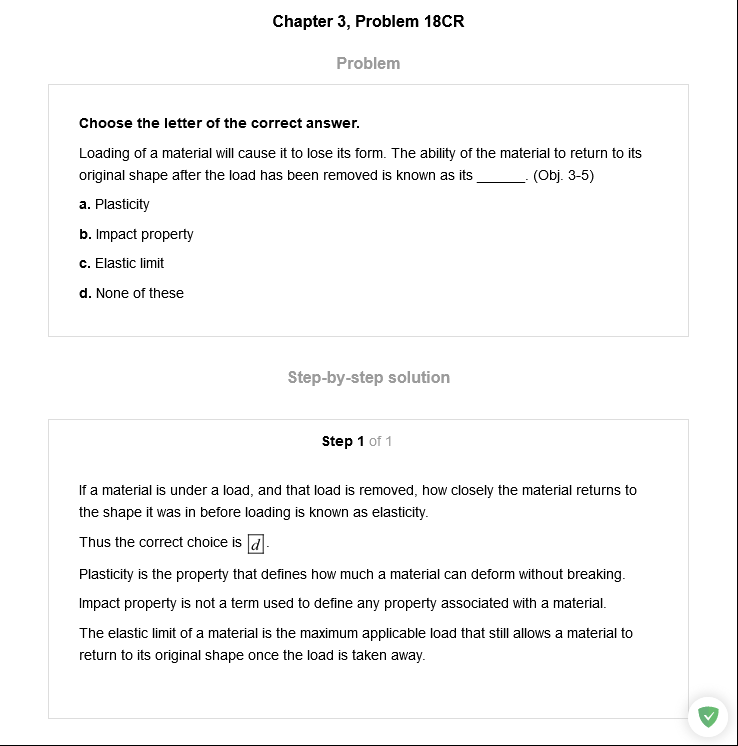 Chapter 3, Problem 18CR
Problem
Choose the letter of the correct answer.
Loading of a material will cause it to lose its form. The ability of the material to return to its
original shape after the load has been removed is known as its ______. (Obj. 3-5)
a. Plasticity
b. Impact property
c. Elastic limit
d. None of these
Step-by-step solution
Step 1 of 1
If a material is under a load, and that load is removed, how closely the material returns to
the shape it was in before loading is known as elasticity.
Thus the correct choice is d.
Plasticity is the property that defines how much a material can deform without breaking.
Impact property is not a term used to define any property associated with a material.
The elastic limit of a material is the maximum applicable load that still allows a material to
return to its original shape once the load is taken away.